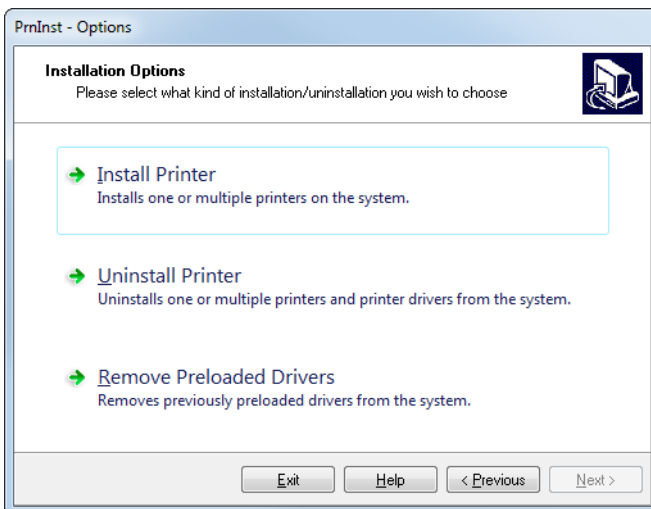 PrnInst - Options
Installation Options
Please select what kind of installation/uninstallation you wish to choose
Install Printer
Installs one or multiple printers on the system.
Uninstall Printer
Uninstalls one or multiple printers and printer drivers from the system.
Remove Preloaded Drivers
Removes previously preloaded drivers from the system.
Exit Help < Previous Next >